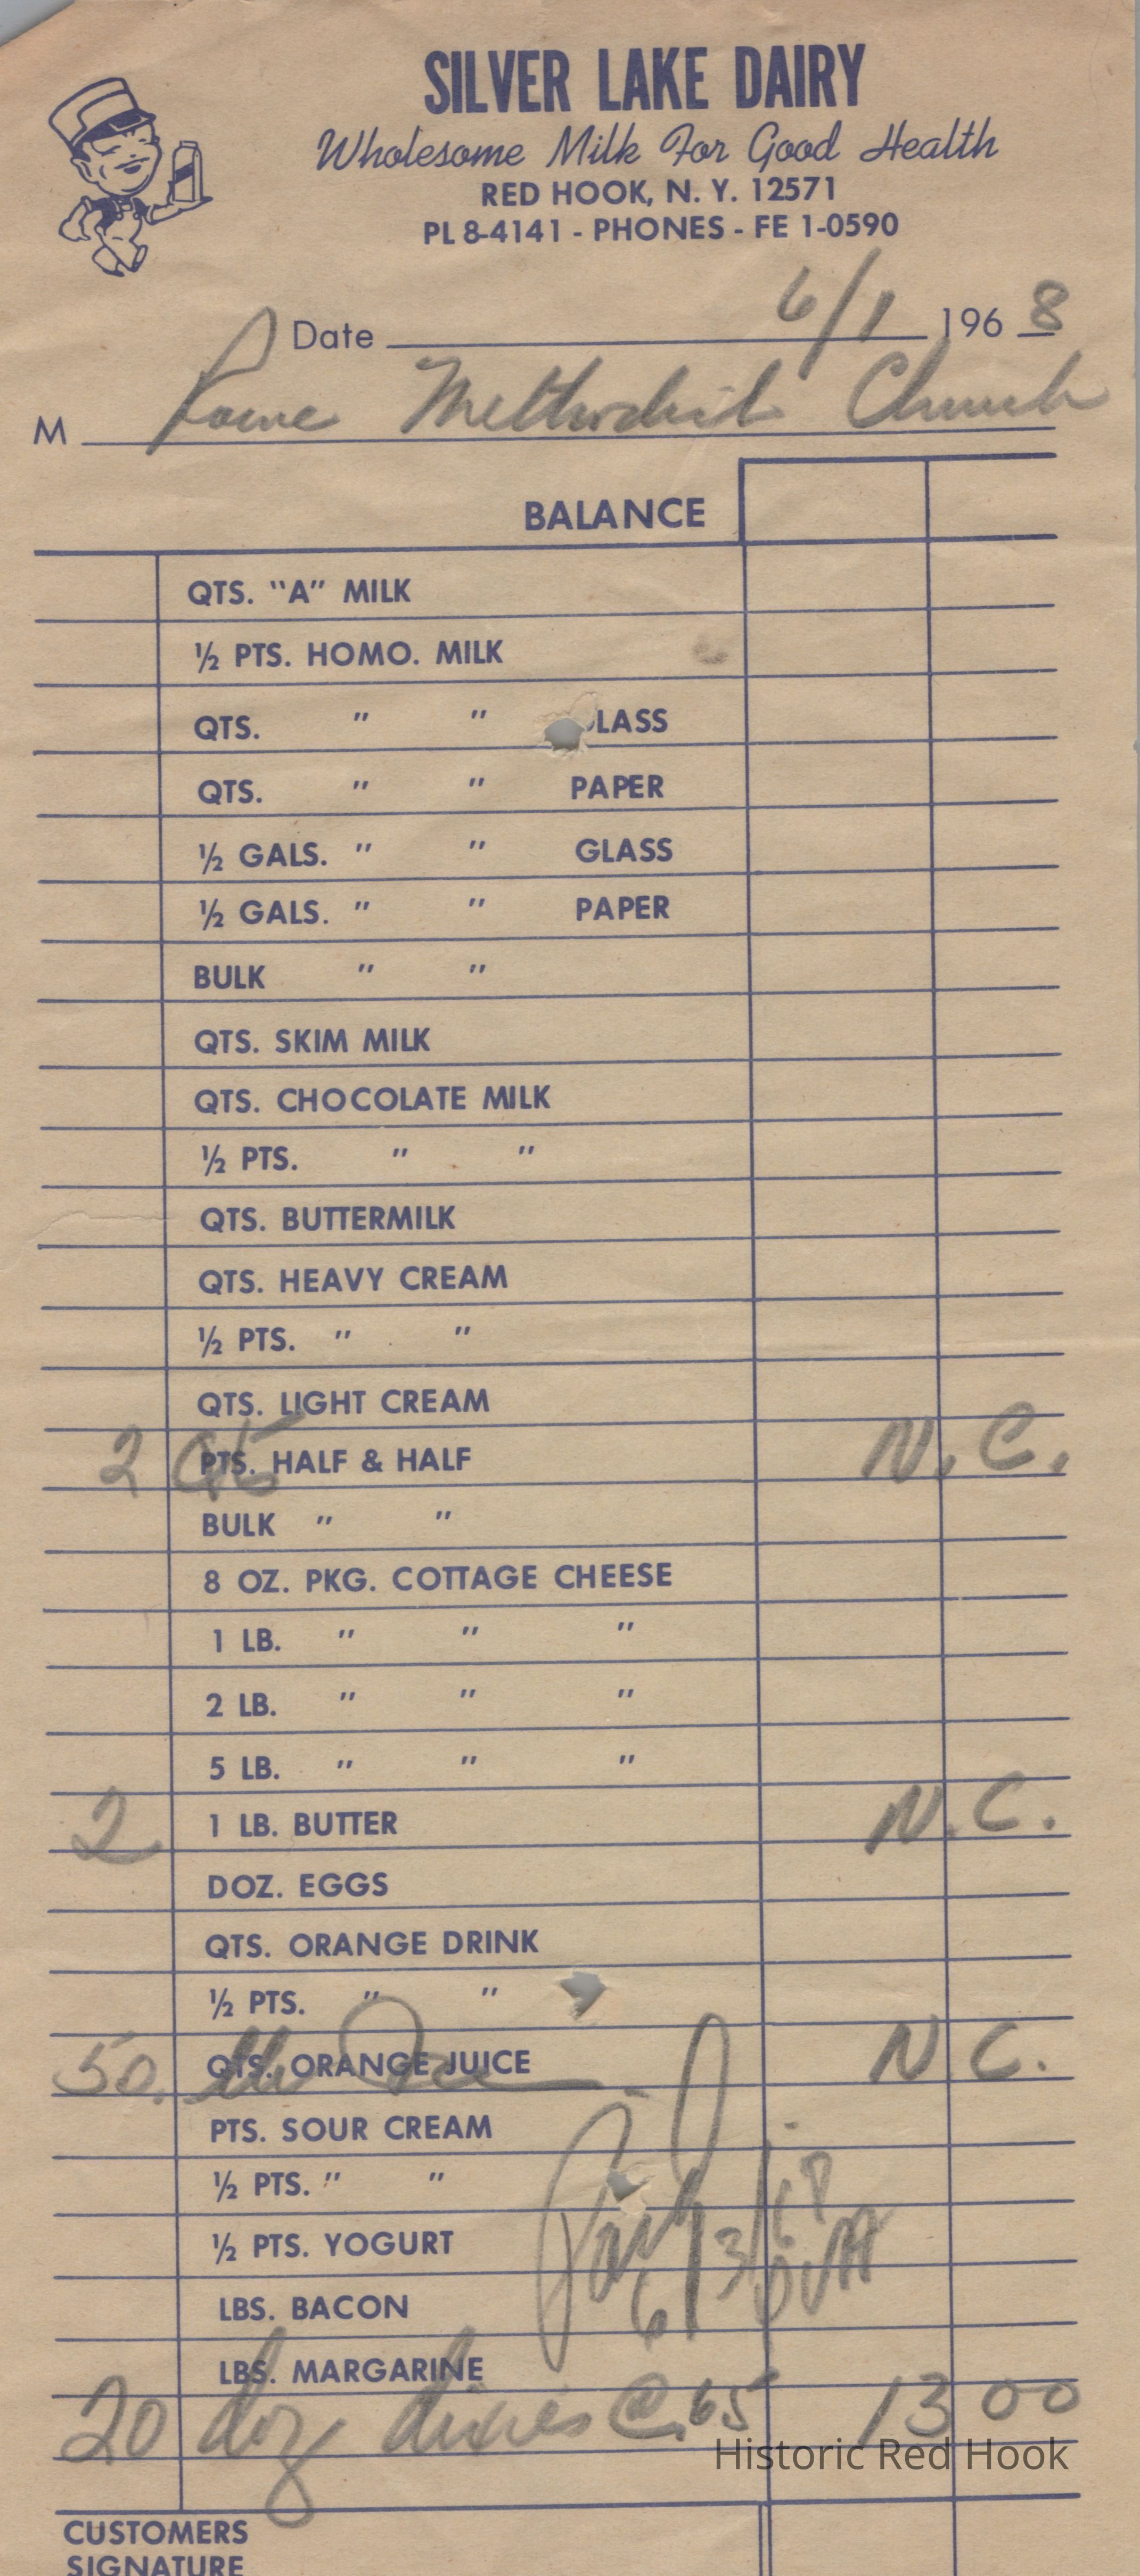 SILVER LAKE DAIRY
Wholesome Milk For Good Health
RED HOOK, N. Y. 12571
PL 8-4141 - PHONES - FE 1-0590
Date 6/1 1968
M Rowe Methodist Church
BALANCE
QTS. "A" MILK
½ PTS. HOMO. MILK
QTS. " " LASS
QTS. " " PAPER
½ GALS. " " GLASS
½ GALS. " " PAPER
BULK " "
QTS. SKIM MILK
QTS. CHOCOLATE MILK
½ PTS. " "
QTS. BUTTERMILK
QTS. HEAVY CREAM
½ PTS. " "
QTS. LIGHT CREAM
2 Qts PTS. HALF & HALF N.C.
BULK " "
8 OZ. PKG. COTTAGE CHEESE
1 LB. " " "
2 LB. " " "
5 LB. " " "
2 1 LB. BUTTER N.C.
DOZ. EGGS
QTS. ORANGE DRINK
½ PTS. " "
50. lb Ice QTS. ORANGE JUICE N C.
PTS. SOUR CREAM
½ PTS. " "
½ PTS. YOGURT
LBS. BACON
LBS. MARGARINE
20 doz dixies @.65 13 00
Historic Red Hook
CUSTOMERS
SIGNATURE